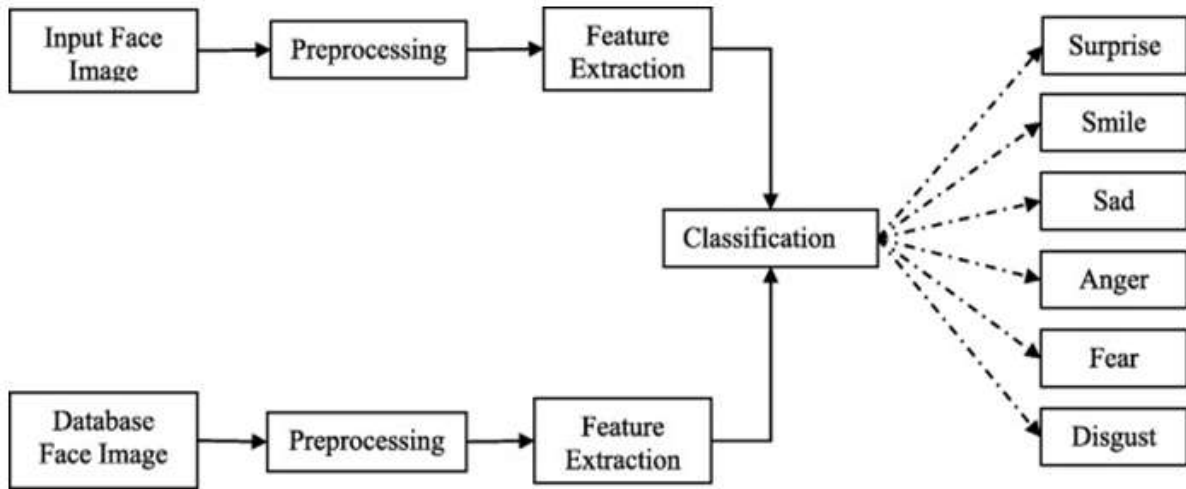 Input Face
Image
Preprocessing
Feature
Extraction
Surprise
Smile
Sad
Classification
Anger
Fear
Disgust
Database
Face Image
Preprocessing
Feature
Extraction